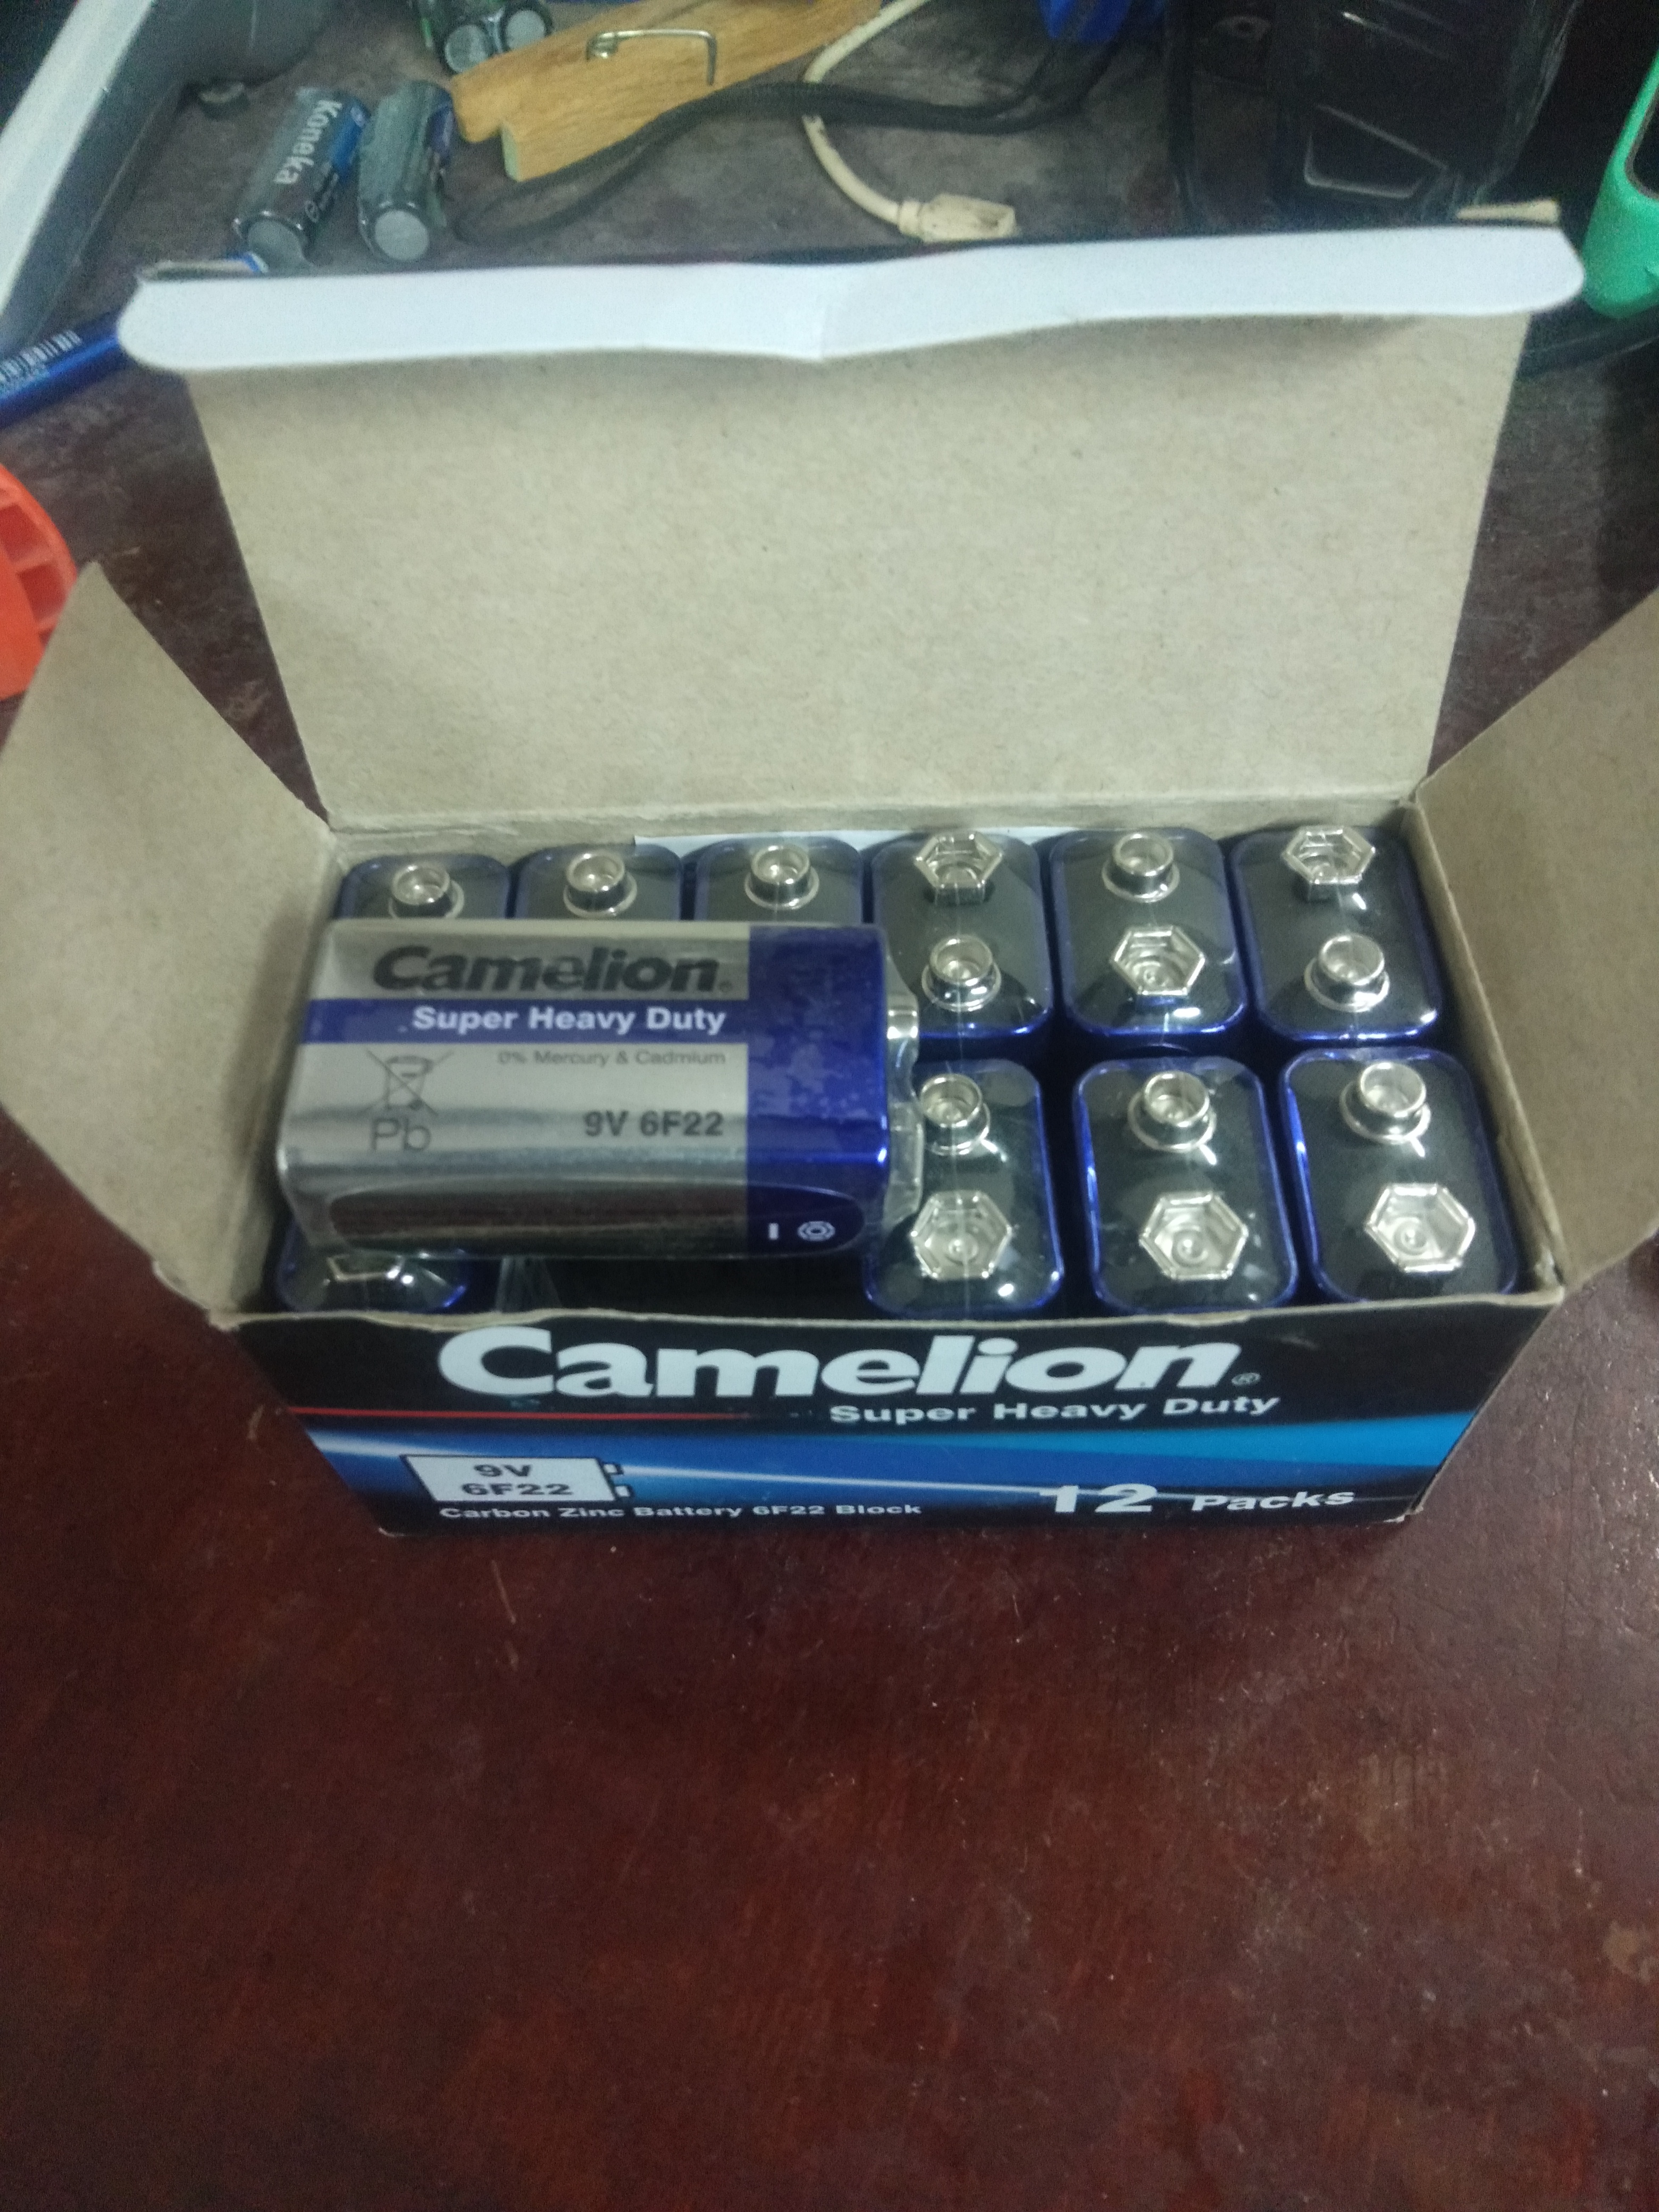 Koneka
Camelion®
Super Heavy Duty
0% Mercury & Cadmium
Pb
9V 6F22
Camelion®
Super Heavy Duty
9V
6F22
Carbon Zinc Battery 6F22 Block
12 Packs